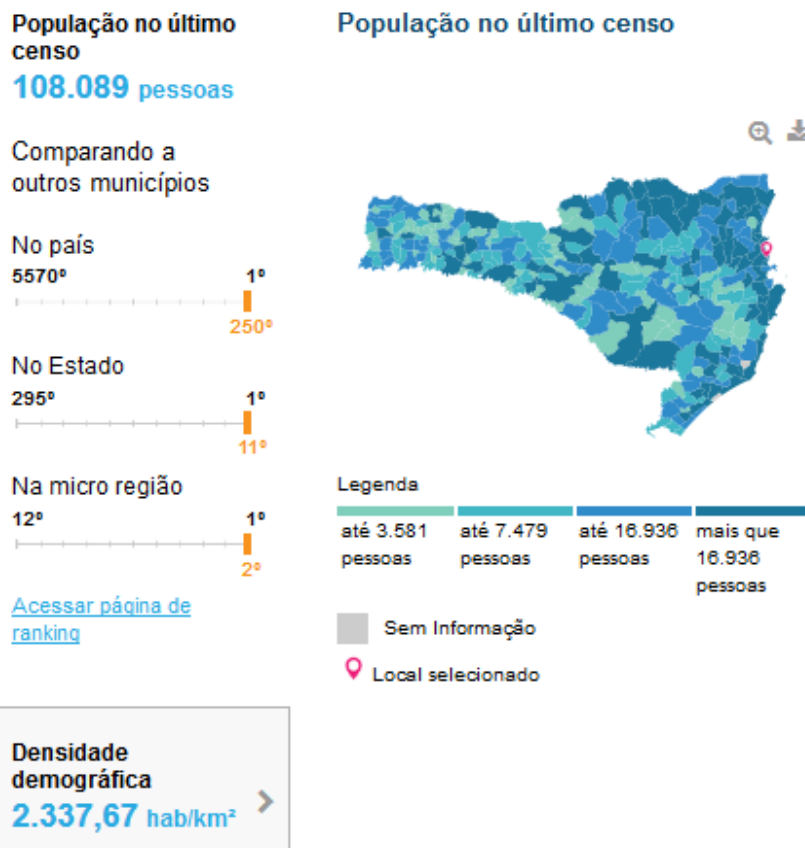 População no último
censo
108.089 pessoas
Comparando a
outros municípios
No país
5570º 1º
250º
No Estado
295º 1º
11º
Na micro região
12º 1º
2º
Acessar página de
ranking
Densidade
demográfica
2.337,67 hab/km²
População no último censo
Legenda
até 3.581
pessoas
até 7.479
pessoas
até 16.936
pessoas
mais que
16.936
pessoas
Sem Informação
Local selecionado